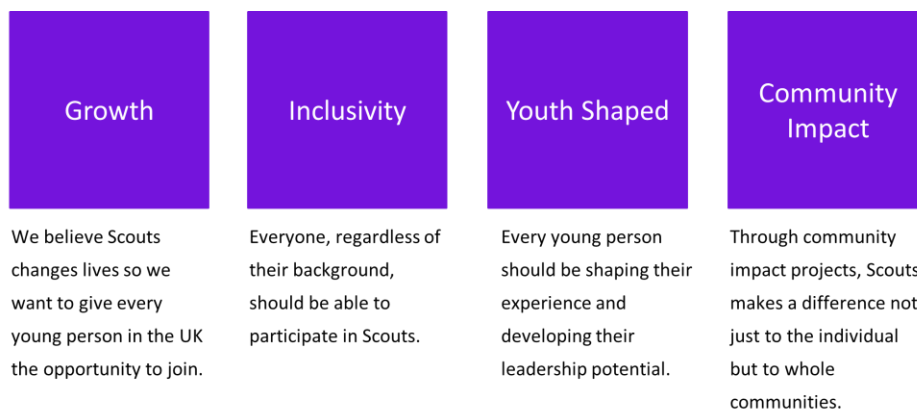 Growth
We believe Scouts
changes lives so we
want to give every
young person in the UK
the opportunity to join.
Inclusivity
Everyone, regardless of
their background,
should be able to
participate in Scouts.
Youth Shaped
Every young person
should be shaping their
experience and
developing their
leadership potential.
Community
Impact
Through community
impact projects, Scouts
makes a difference not
just to the individual
but to whole
communities.